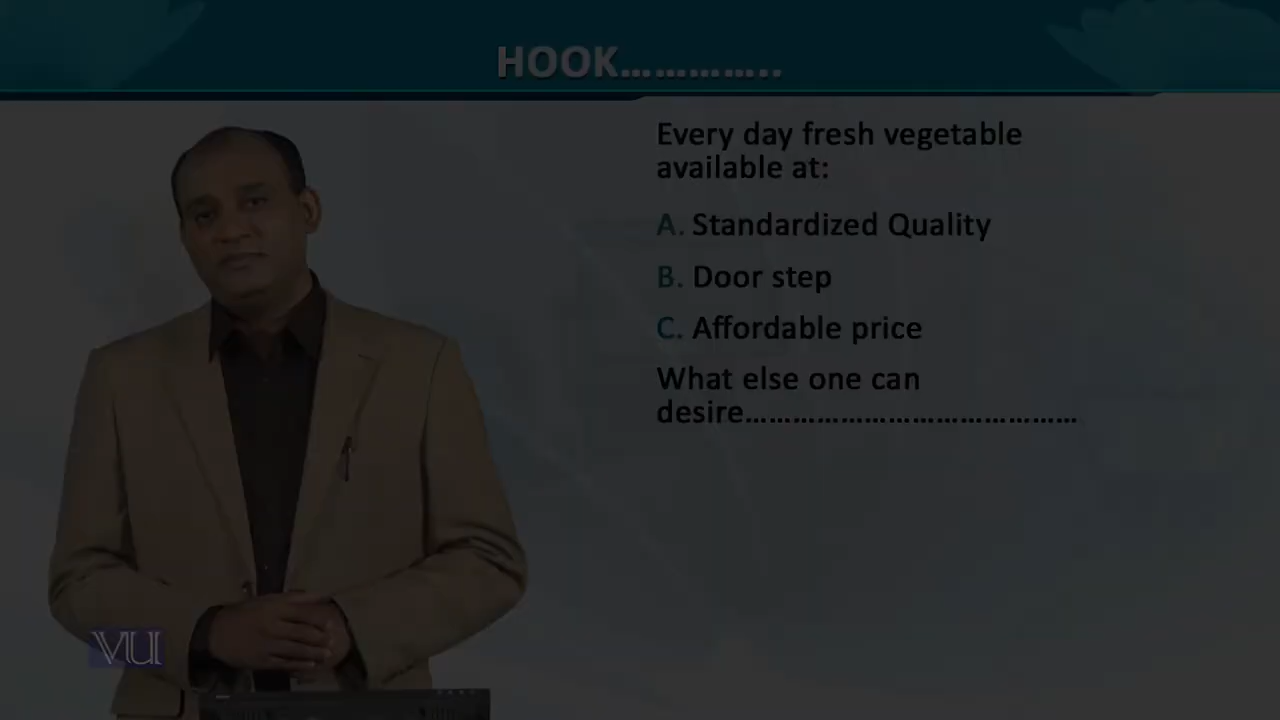 HOOK…………..
Every day fresh vegetable
available at:
A. Standardized Quality
B. Door step
C. Affordable price
What else one can
desire……………………………………
VU